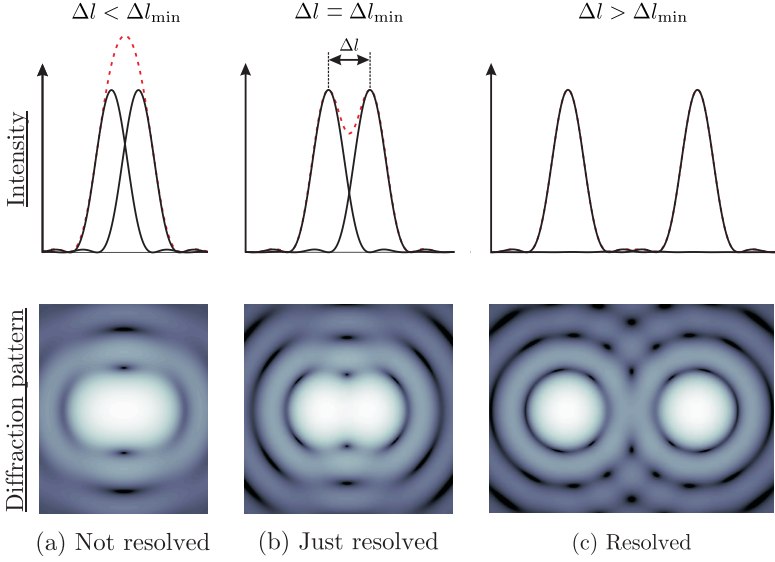 Δl < Δl_min
Δl = Δl_min
Δl > Δl_min
Δl
Intensity
Diffraction pattern
(a) Not resolved
(b) Just resolved
(c) Resolved